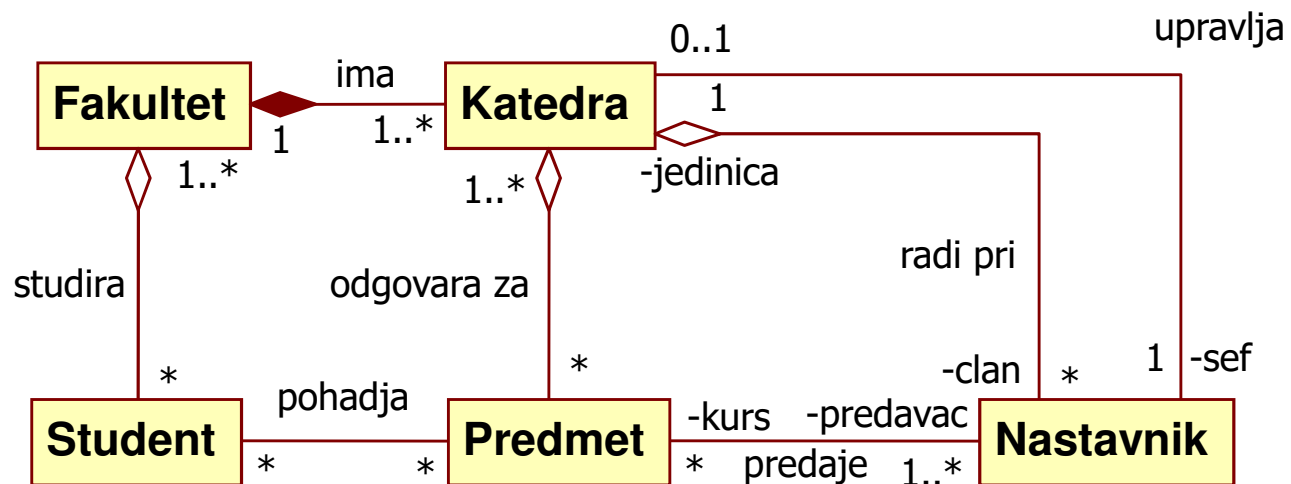 upravlja
0..1
ima
Fakultet
Katedra
1
1
1..*
1..*
-jedinica
1..*
radi pri
studira
odgovara za
*
*
-clan
*
1
-sef
pohadja
-kurs
-predavac
Student
Predmet
Nastavnik
*
*
*
predaje
1..*